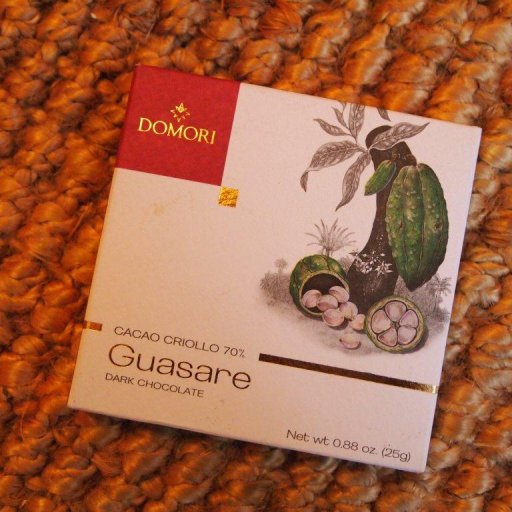 DOMORI
CACAO CRIOLLO 70%
Guasare
DARK CHOCOLATE
Net wt 0.88 oz. (25g)